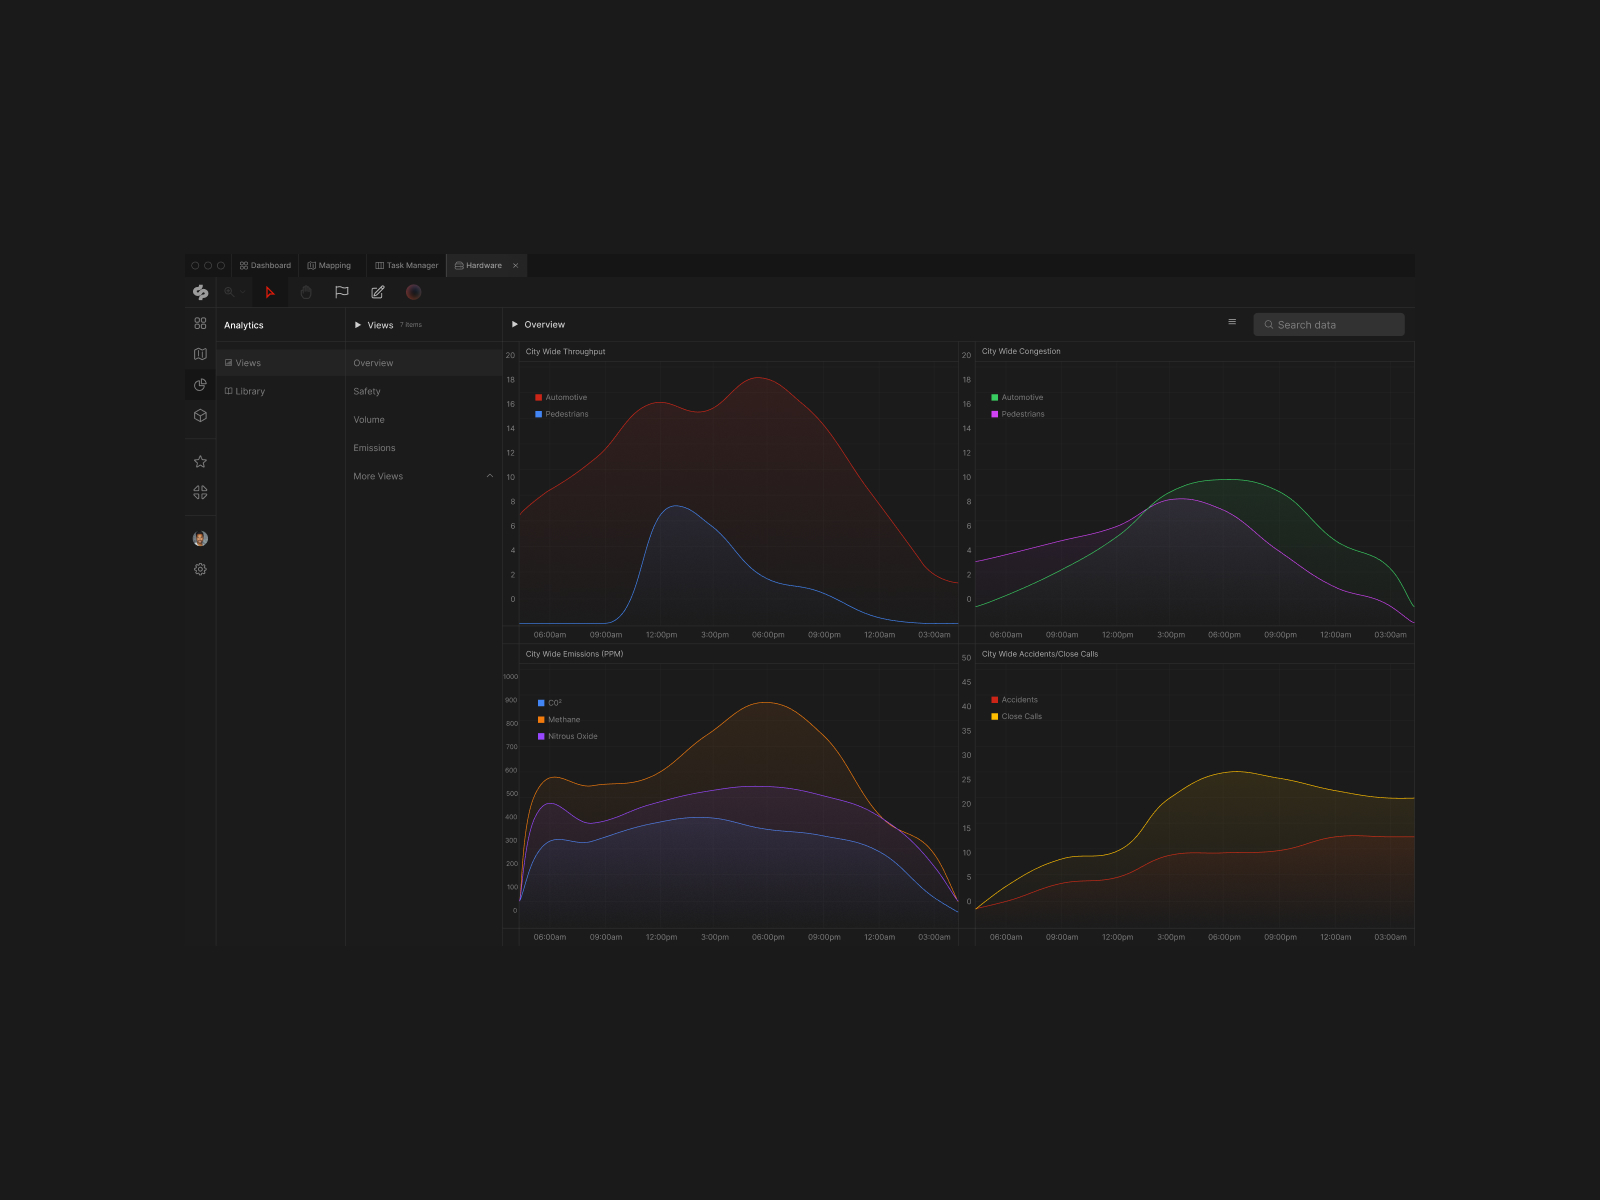 Dashboard
Mapping
Task Manager
Hardware
Analytics
Views
Library
Views 7 items
Overview
Safety
Volume
Emissions
More Views
Overview
Search data
City Wide Throughput
20
18
16
14
12
10
8
6
4
2
0
Automotive
Pedestrians
06:00am 09:00am 12:00pm 3:00pm 06:00pm 09:00pm 12:00am 03:00am
City Wide Congestion
20
18
16
14
12
10
8
6
4
2
0
Automotive
Pedestrians
06:00am 09:00am 12:00pm 3:00pm 06:00pm 09:00pm 12:00am 03:00am
City Wide Emissions (PPM)
1000
900
800
700
600
500
400
300
200
100
0
C0²
Methane
Nitrous Oxide
06:00am 09:00am 12:00pm 3:00pm 06:00pm 09:00pm 12:00am 03:00am
City Wide Accidents/Close Calls
50
45
40
35
30
25
20
15
10
5
0
Accidents
Close Calls
06:00am 09:00am 12:00pm 3:00pm 06:00pm 09:00pm 12:00am 03:00am